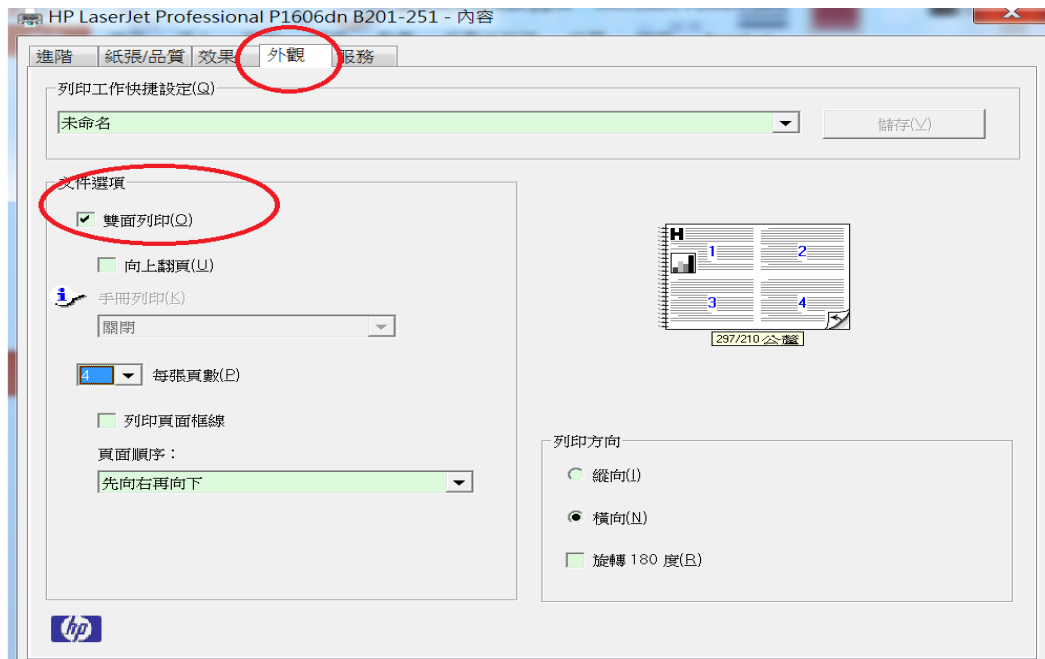 HP LaserJet Professional P1606dn B201-251 - 內容
進階 紙張/品質 效果 外觀 服務
列印工作快捷設定(Q)
未命名
儲存(V)
文件選項
雙面列印(O)
向上翻頁(U)
手冊列印(K)
關閉
4 每張頁數(P)
列印頁面框線
頁面順序：
先向右再向下
H
1 2
3 4
297/210 公釐
列印方向
縱向(I)
橫向(N)
旋轉 180 度(R)
hp